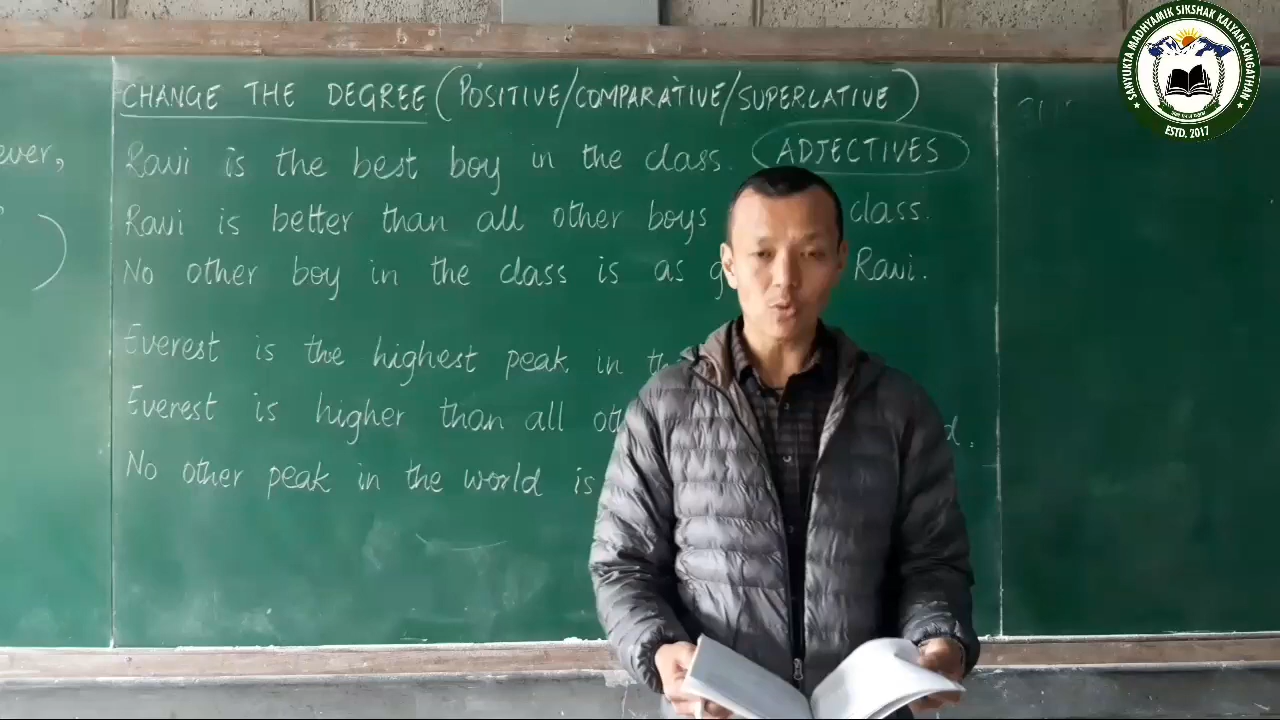 ever,
)
CHANGE THE DEGREE (POSITIVE/COMPARATIVE/SUPERLATIVE)
Ravi is the best boy in the class. ADJECTIVES
Ravi is better than all other boys class.
No other boy in the class is as Ravi.
Everest is the highest peak in
Everest is higher than all
No other peak in the world is
SANYUKTA MADHYAMIK SIKSHAK KALYAN SANGATHAN
ESTD. 2017